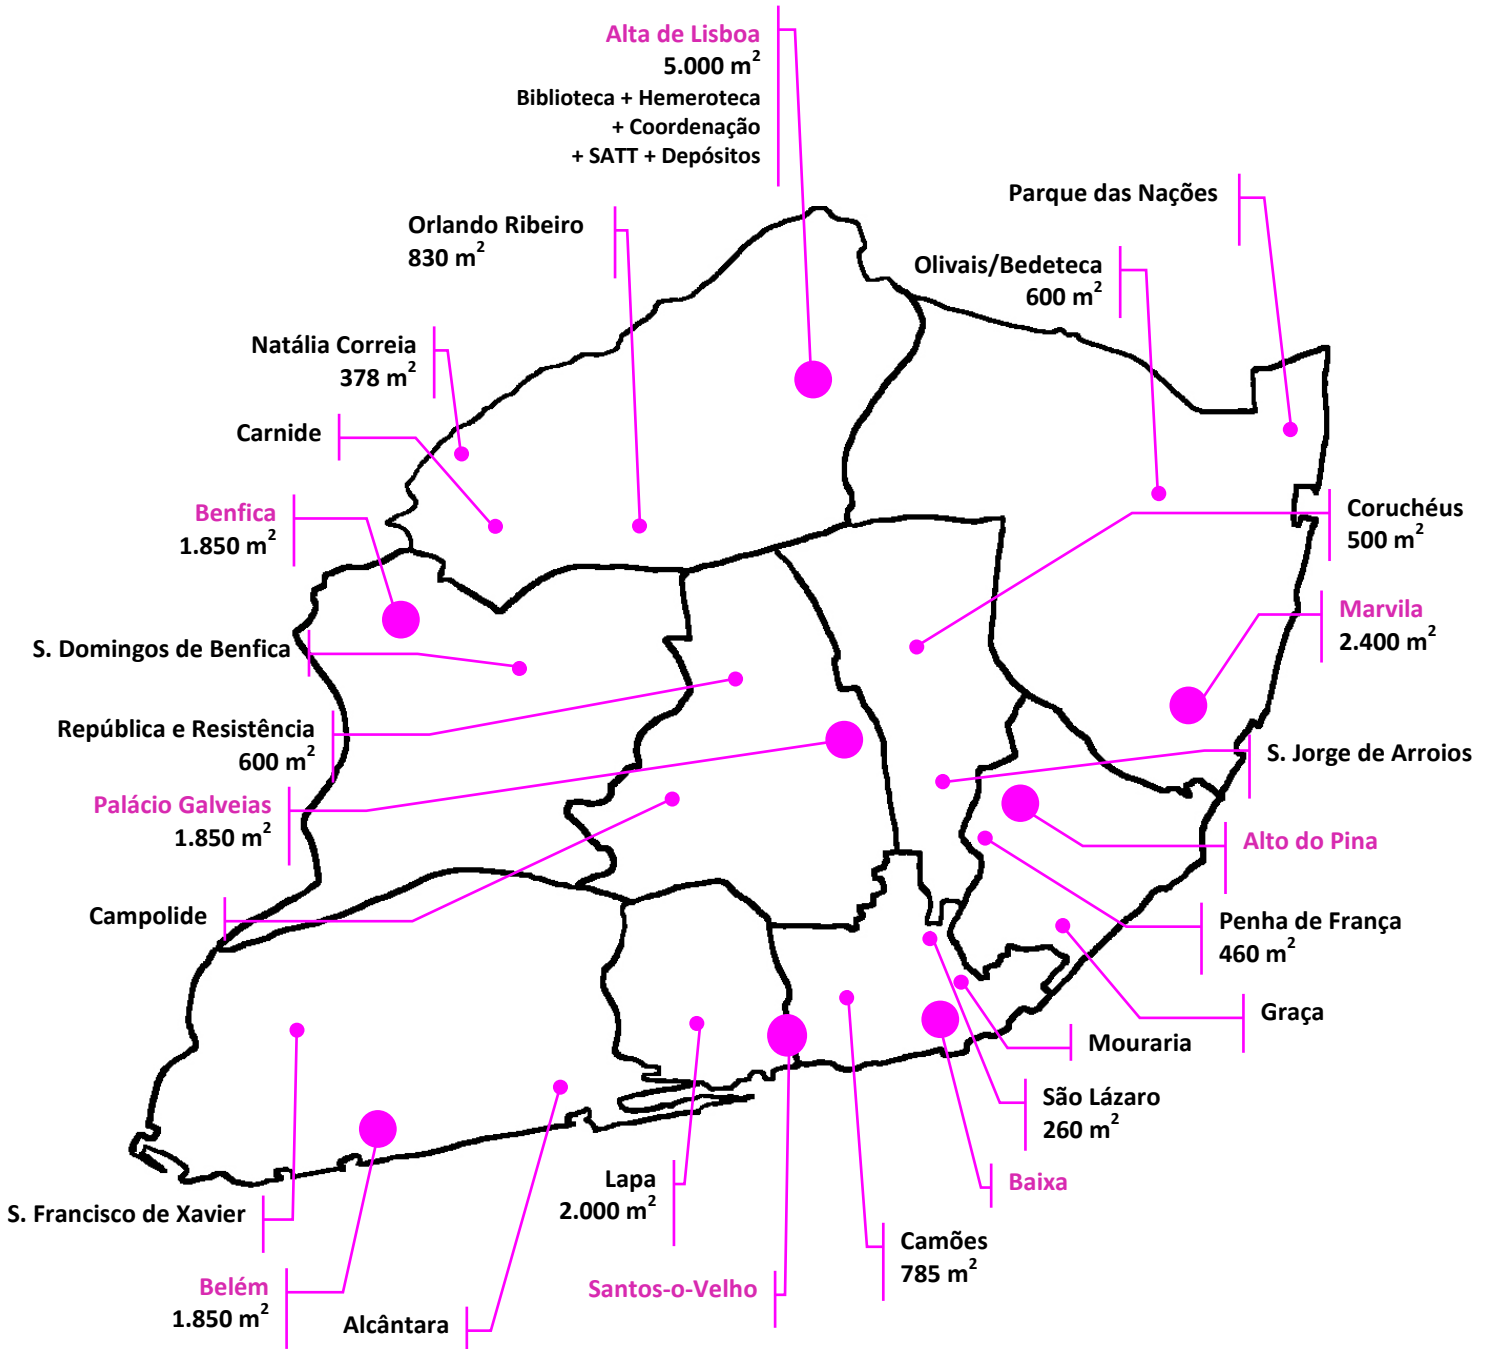 Alta de Lisboa
5.000 m²
Biblioteca + Hemeroteca
+ Coordenação
+ SATT + Depósitos
Parque das Nações
Orlando Ribeiro
830 m²
Olivais/Bedeteca
600 m²
Natália Correia
378 m²
Carnide
Benfica
1.850 m²
Coruchéus
500 m²
Marvila
2.400 m²
S. Domingos de Benfica
República e Resistência
600 m²
S. Jorge de Arroios
Palácio Galveias
1.850 m²
Alto do Pina
Campolide
Penha de França
460 m²
Graça
Mouraria
São Lázaro
260 m²
Lapa
2.000 m²
Baixa
S. Francisco de Xavier
Camões
785 m²
Belém
1.850 m²
Santos-o-Velho
Alcântara